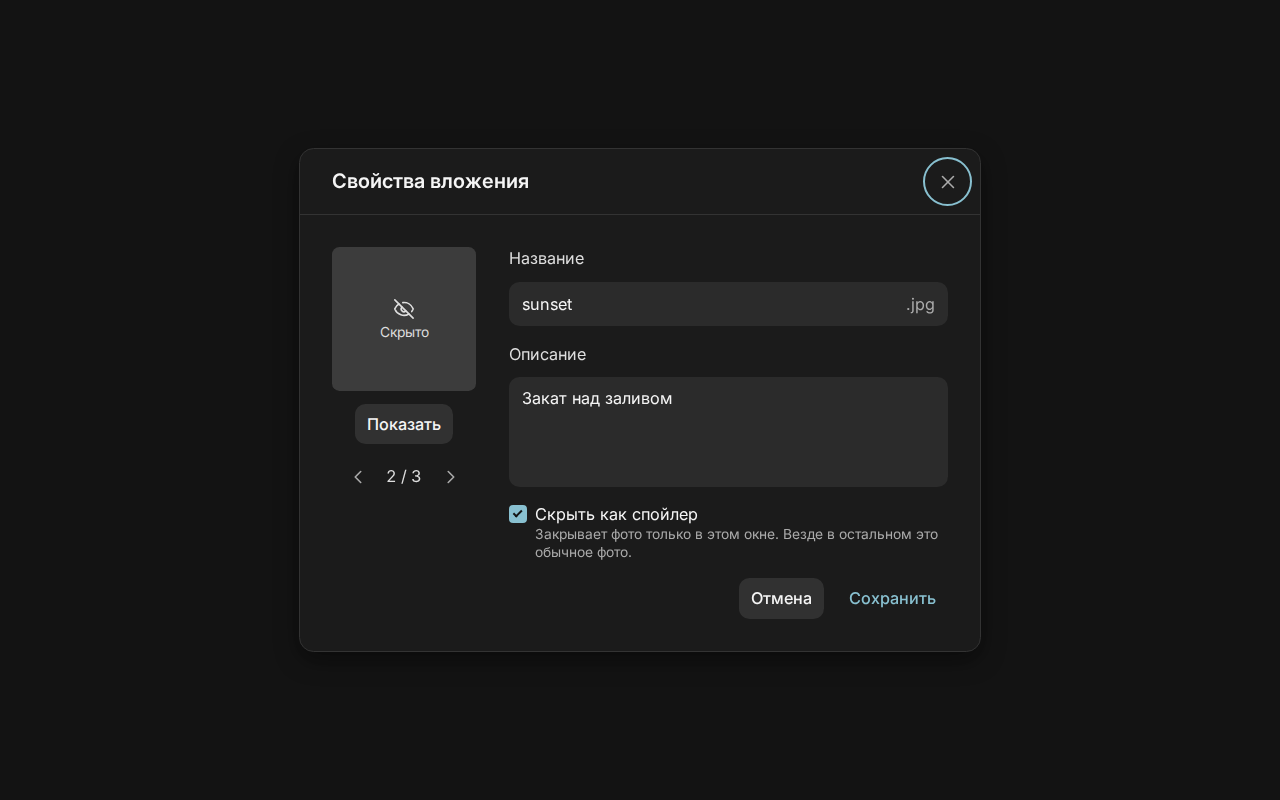 Свойства вложения
Скрыто
Показать
2 / 3
Название
sunset .jpg
Описание
Закат над заливом
Скрыть как спойлер
Закрывает фото только в этом окне. Везде в остальном это
обычное фото.
Отмена Сохранить